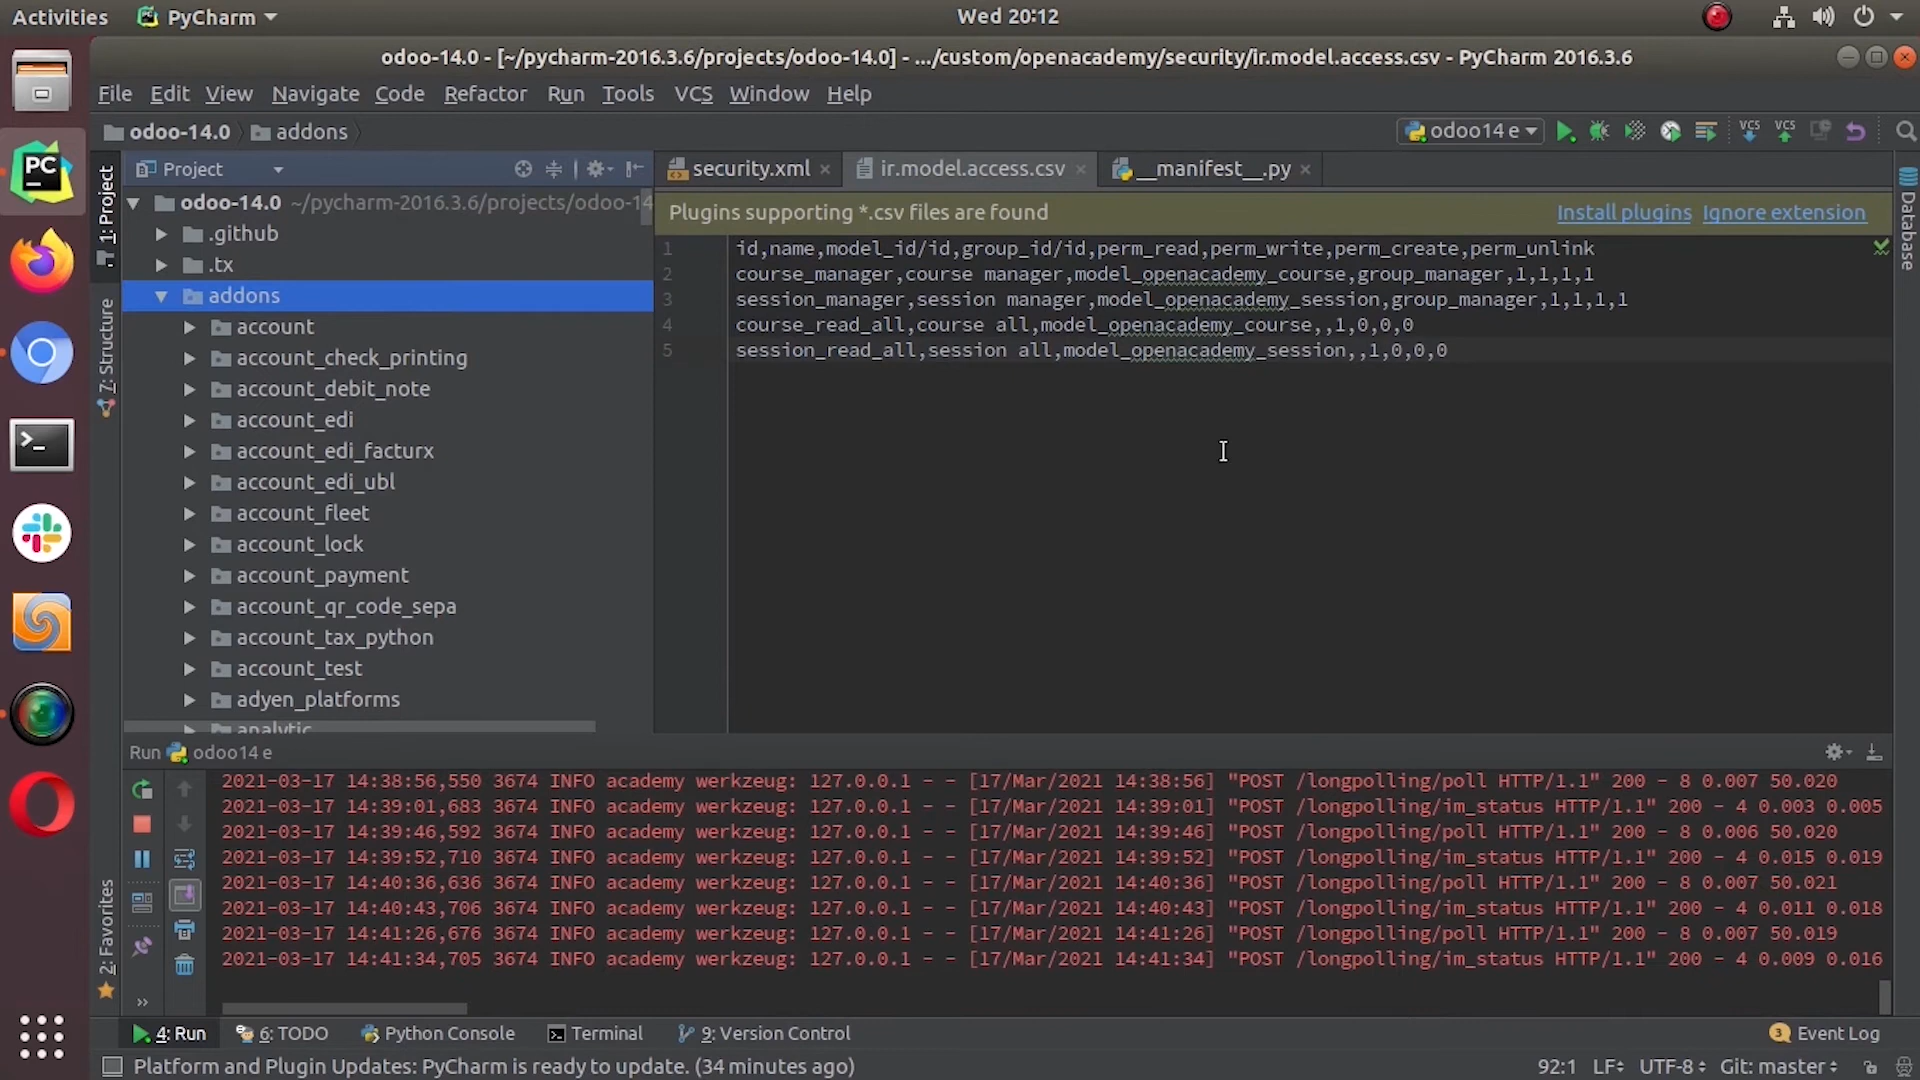 Activities PyCharm Wed 20:12
odoo-14.0 - [~/pycharm-2016.3.6/projects/odoo-14.0] - .../custom/openacademy/security/ir.model.access.csv - PyCharm 2016.3.6
File Edit View Navigate Code Refactor Run Tools VCS Window Help
odoo-14.0 addons odoo14 e VCS VCS
Project security.xml ir.model.access.csv __manifest__.py
1: Project
7: Structure
2: Favorites
Database
PC
odoo-14.0 ~/pycharm-2016.3.6/projects/odoo-14
.github
.tx
addons
account
account_check_printing
account_debit_note
account_edi
account_edi_facturx
account_edi_ubl
account_fleet
account_lock
account_payment
account_qr_code_sepa
account_tax_python
account_test
adyen_platforms
analytic
Plugins supporting *.csv files are found Install plugins Ignore extension
1 id,name,model_id/id,group_id/id,perm_read,perm_write,perm_create,perm_unlink
2 course_manager,course manager,model_openacademy_course,group_manager,1,1,1,1
3 session_manager,session manager,model_openacademy_session,group_manager,1,1,1,1
4 course_read_all,course all,model_openacademy_course,,1,0,0,0
5 session_read_all,session all,model_openacademy_session,,1,0,0,0
Run odoo14 e
2021-03-17 14:38:56,550 3674 INFO academy werkzeug: 127.0.0.1 - - [17/Mar/2021 14:38:56] "POST /longpolling/poll HTTP/1.1" 200 - 8 0.007 50.020
2021-03-17 14:39:01,683 3674 INFO academy werkzeug: 127.0.0.1 - - [17/Mar/2021 14:39:01] "POST /longpolling/im_status HTTP/1.1" 200 - 4 0.003 0.005
2021-03-17 14:39:46,592 3674 INFO academy werkzeug: 127.0.0.1 - - [17/Mar/2021 14:39:46] "POST /longpolling/poll HTTP/1.1" 200 - 8 0.006 50.020
2021-03-17 14:39:52,710 3674 INFO academy werkzeug: 127.0.0.1 - - [17/Mar/2021 14:39:52] "POST /longpolling/im_status HTTP/1.1" 200 - 4 0.015 0.019
2021-03-17 14:40:36,636 3674 INFO academy werkzeug: 127.0.0.1 - - [17/Mar/2021 14:40:36] "POST /longpolling/poll HTTP/1.1" 200 - 8 0.007 50.021
2021-03-17 14:40:43,706 3674 INFO academy werkzeug: 127.0.0.1 - - [17/Mar/2021 14:40:43] "POST /longpolling/im_status HTTP/1.1" 200 - 4 0.011 0.018
2021-03-17 14:41:26,676 3674 INFO academy werkzeug: 127.0.0.1 - - [17/Mar/2021 14:41:26] "POST /longpolling/poll HTTP/1.1" 200 - 8 0.007 50.019
2021-03-17 14:41:34,705 3674 INFO academy werkzeug: 127.0.0.1 - - [17/Mar/2021 14:41:34] "POST /longpolling/im_status HTTP/1.1" 200 - 4 0.009 0.016
4: Run 6: TODO Python Console Terminal 9: Version Control 3 Event Log
Platform and Plugin Updates: PyCharm is ready to update. (34 minutes ago) 92:1 LF UTF-8 Git: master